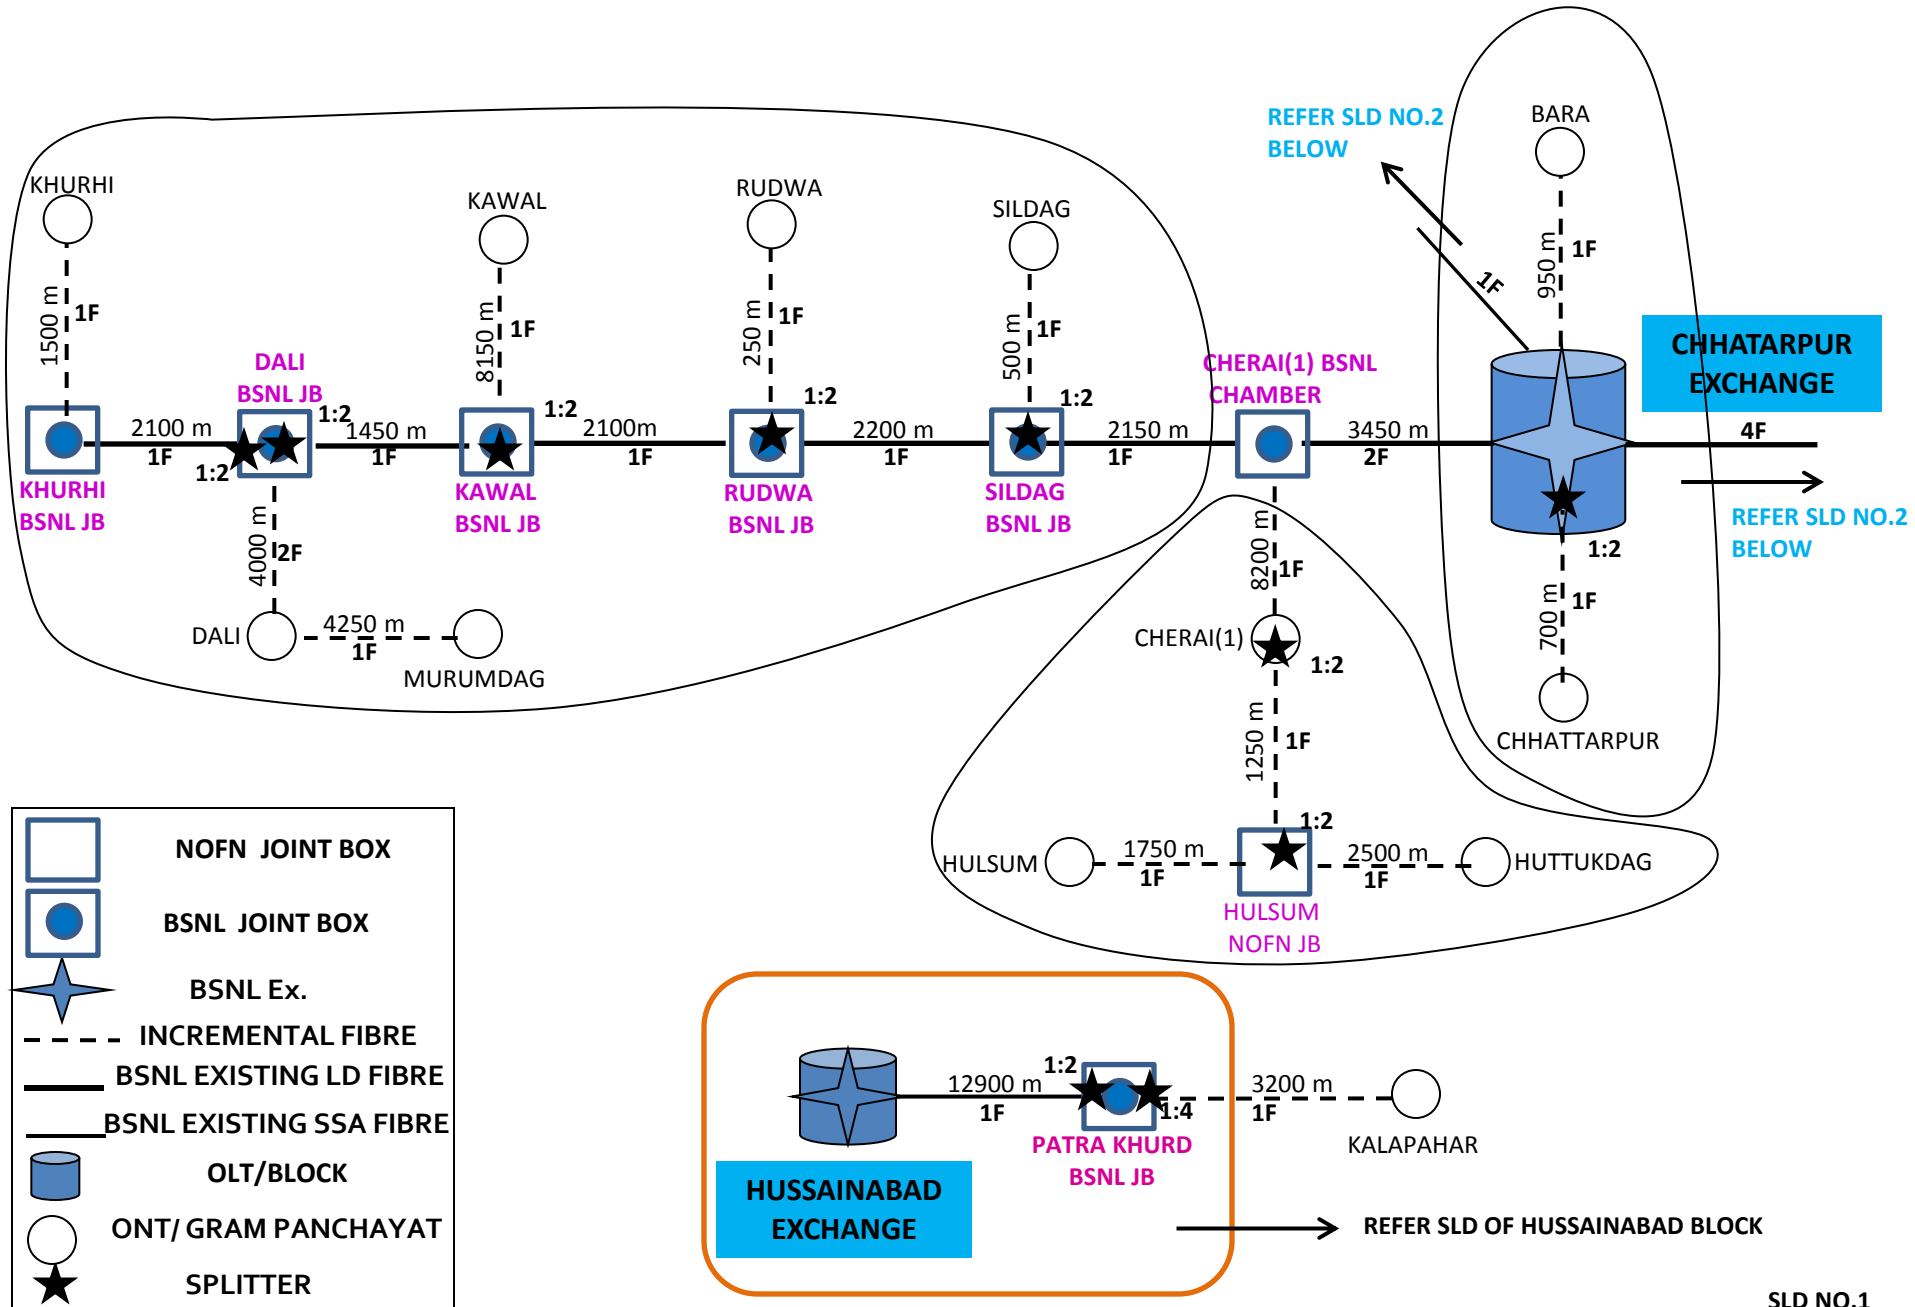 REFER SLD NO.2
BELOW
BARA
KHURHI
KAWAL
RUDWA
SILDAG
1500 m
1F
8150 m
1F
250 m
1F
500 m
1F
1F
950 m
1F
CHHATARPUR
EXCHANGE
DALI
BSNL JB
CHERAI(1) BSNL
CHAMBER
1:2
1:2
1:2
1:2
2100 m
1F
1:2
1450 m
1F
2100m
1F
2200 m
1F
2150 m
1F
3450 m
2F
4F
KHURHI
BSNL JB
KAWAL
BSNL JB
RUDWA
BSNL JB
SILDAG
BSNL JB
REFER SLD NO.2
BELOW
1:2
4000 m
2F
8200 m
1F
700 m
1F
DALI
4250 m
1F
MURUMDAG
CHERAI(1)
1:2
CHHATTARPUR
1250 m
1F
1:2
HULSUM
1750 m
1F
2500 m
1F
HUTTUKDAG
HULSUM
NOFN JB
NOFN JOINT BOX
BSNL JOINT BOX
BSNL Ex.
INCREMENTAL FIBRE
BSNL EXISTING LD FIBRE
BSNL EXISTING SSA FIBRE
OLT/BLOCK
ONT/ GRAM PANCHAYAT
SPLITTER
12900 m
1F
1:2
1:4
3200 m
1F
KALAPAHAR
PATRA KHURD
BSNL JB
HUSSAINABAD
EXCHANGE
REFER SLD OF HUSSAINABAD BLOCK
SLD NO.1